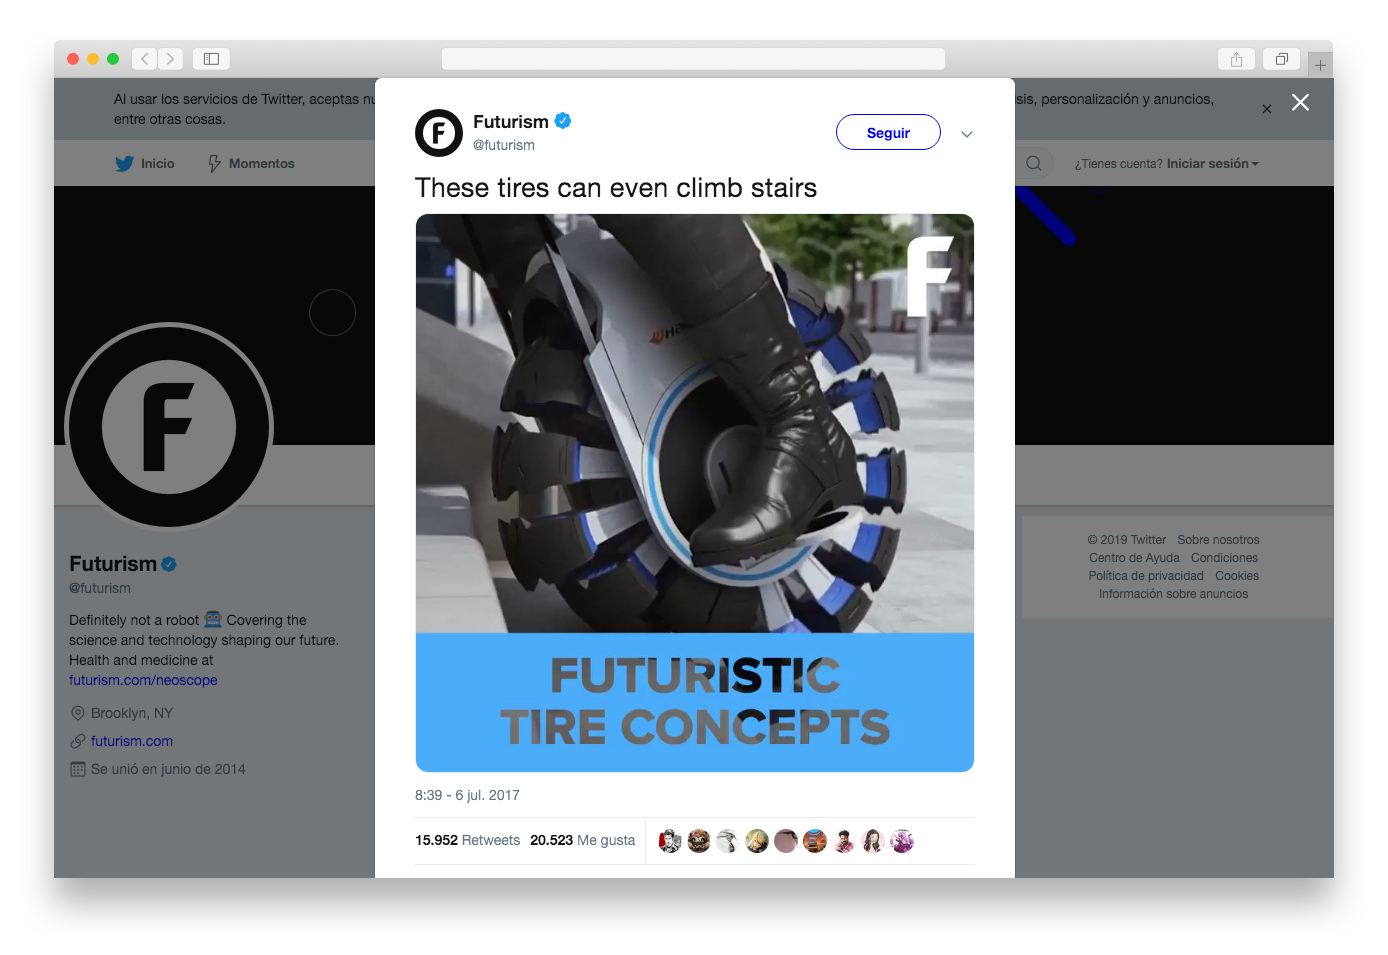 Al usar los servicios de Twitter, aceptas nu
sis, personalización y anuncios,
entre otras cosas.
Inicio
Momentos
¿Tienes cuenta? Iniciar sesión
Futurism
@futurism
Seguir
These tires can even climb stairs
F
Ha
FUTURISTIC
TIRE CONCEPTS
8:39 - 6 jul. 2017
15.952 Retweets 20.523 Me gusta
F
Futurism
@futurism
Definitely not a robot 🤖 Covering the
science and technology shaping our future.
Health and medicine at
futurism.com/neoscope
Brooklyn, NY
futurism.com
Se unió en junio de 2014
© 2019 Twitter Sobre nosotros
Centro de Ayuda Condiciones
Política de privacidad Cookies
Información sobre anuncios